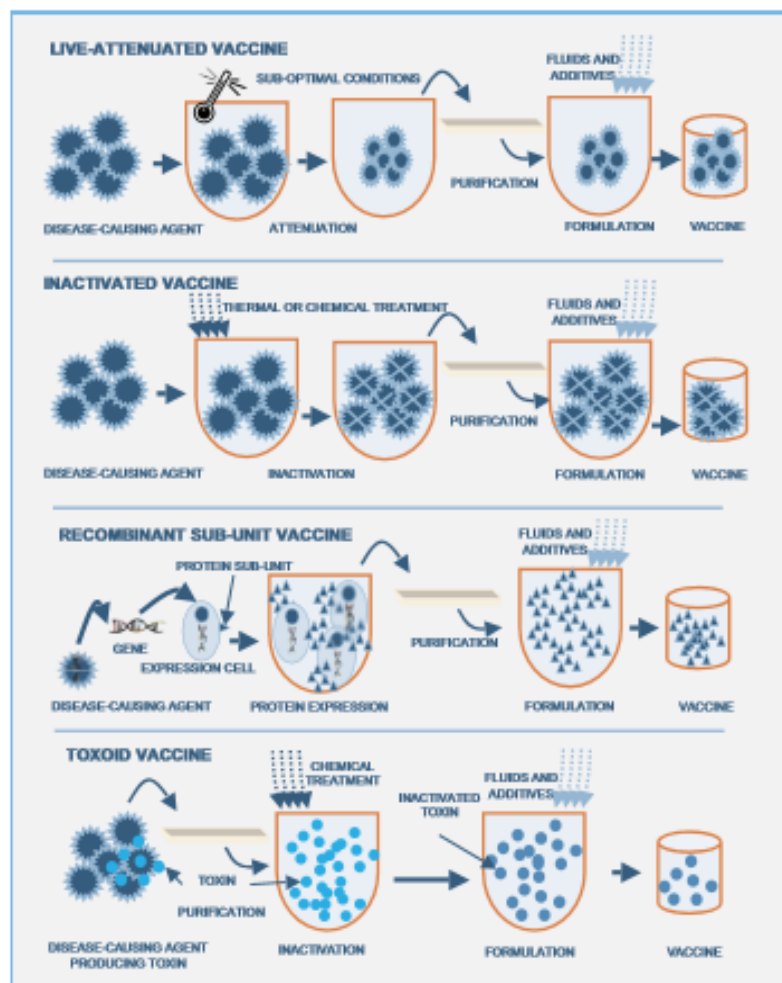 LIVE-ATTENUATED VACCINE
SUB-OPTIMAL CONDITIONS
FLUIDS AND
ADDITIVES
PURIFICATION
DISEASE-CAUSING AGENT
ATTENUATION
FORMULATION
VACCINE
INACTIVATED VACCINE
THERMAL OR CHEMICAL TREATMENT
FLUIDS AND
ADDITIVES
PURIFICATION
DISEASE-CAUSING AGENT
INACTIVATION
FORMULATION
VACCINE
RECOMBINANT SUB-UNIT VACCINE
PROTEIN SUB-UNIT
FLUIDS AND
ADDITIVES
GENE
EXPRESSION CELL
PURIFICATION
DISEASE-CAUSING AGENT
PROTEIN EXPRESSION
FORMULATION
VACCINE
TOXOID VACCINE
CHEMICAL
TREATMENT
FLUIDS AND
ADDITIVES
INACTIVATED
TOXIN
TOXIN
PURIFICATION
DISEASE-CAUSING AGENT
PRODUCING TOXIN
INACTIVATION
FORMULATION
VACCINE